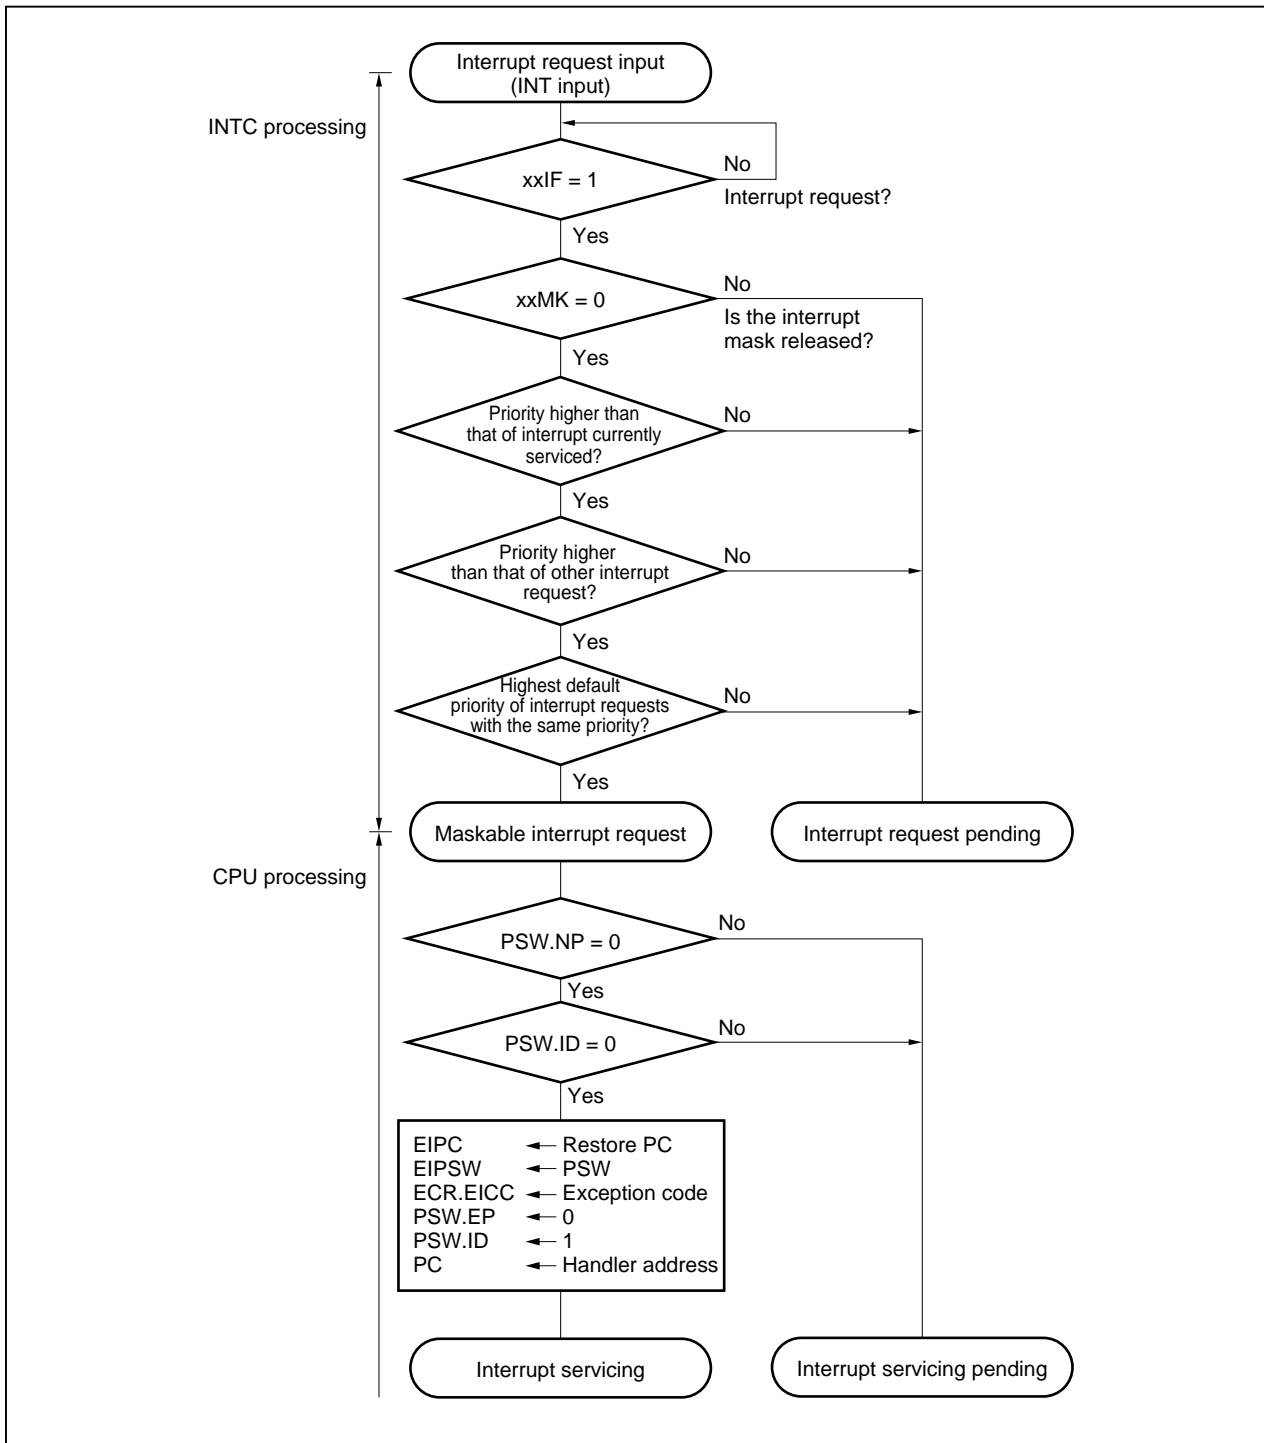 Interrupt request input
(INT input)
INTC processing
xxIF = 1
No
Interrupt request?
Yes
xxMK = 0
No
Is the interrupt
mask released?
Yes
Priority higher than
that of interrupt currently
serviced?
No
Yes
Priority higher
than that of other interrupt
request?
No
Yes
Highest default
priority of interrupt requests
with the same priority?
No
Yes
Maskable interrupt request
Interrupt request pending
CPU processing
PSW.NP = 0
No
Yes
PSW.ID = 0
No
Yes
EIPC ← Restore PC
EIPSW ← PSW
ECR.EICC ← Exception code
PSW.EP ← 0
PSW.ID ← 1
PC ← Handler address
Interrupt servicing
Interrupt servicing pending